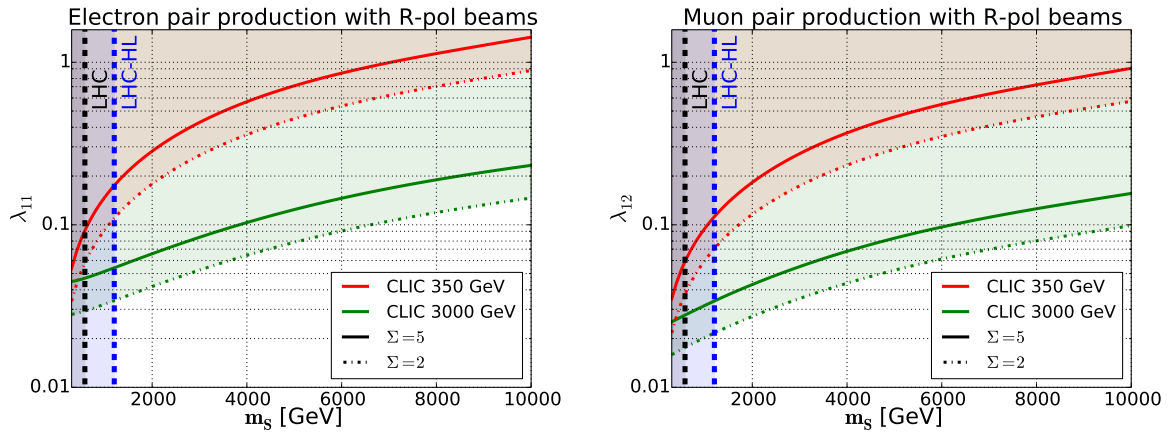 Electron pair production with R-pol beams
1
0.1
0.01
λ11
LHC
LHC-HL
CLIC 350 GeV
CLIC 3000 GeV
Σ=5
Σ=2
2000 4000 6000 8000 10000
mS [GeV]
Muon pair production with R-pol beams
1
0.1
0.01
λ12
LHC
LHC-HL
CLIC 350 GeV
CLIC 3000 GeV
Σ=5
Σ=2
2000 4000 6000 8000 10000
mS [GeV]